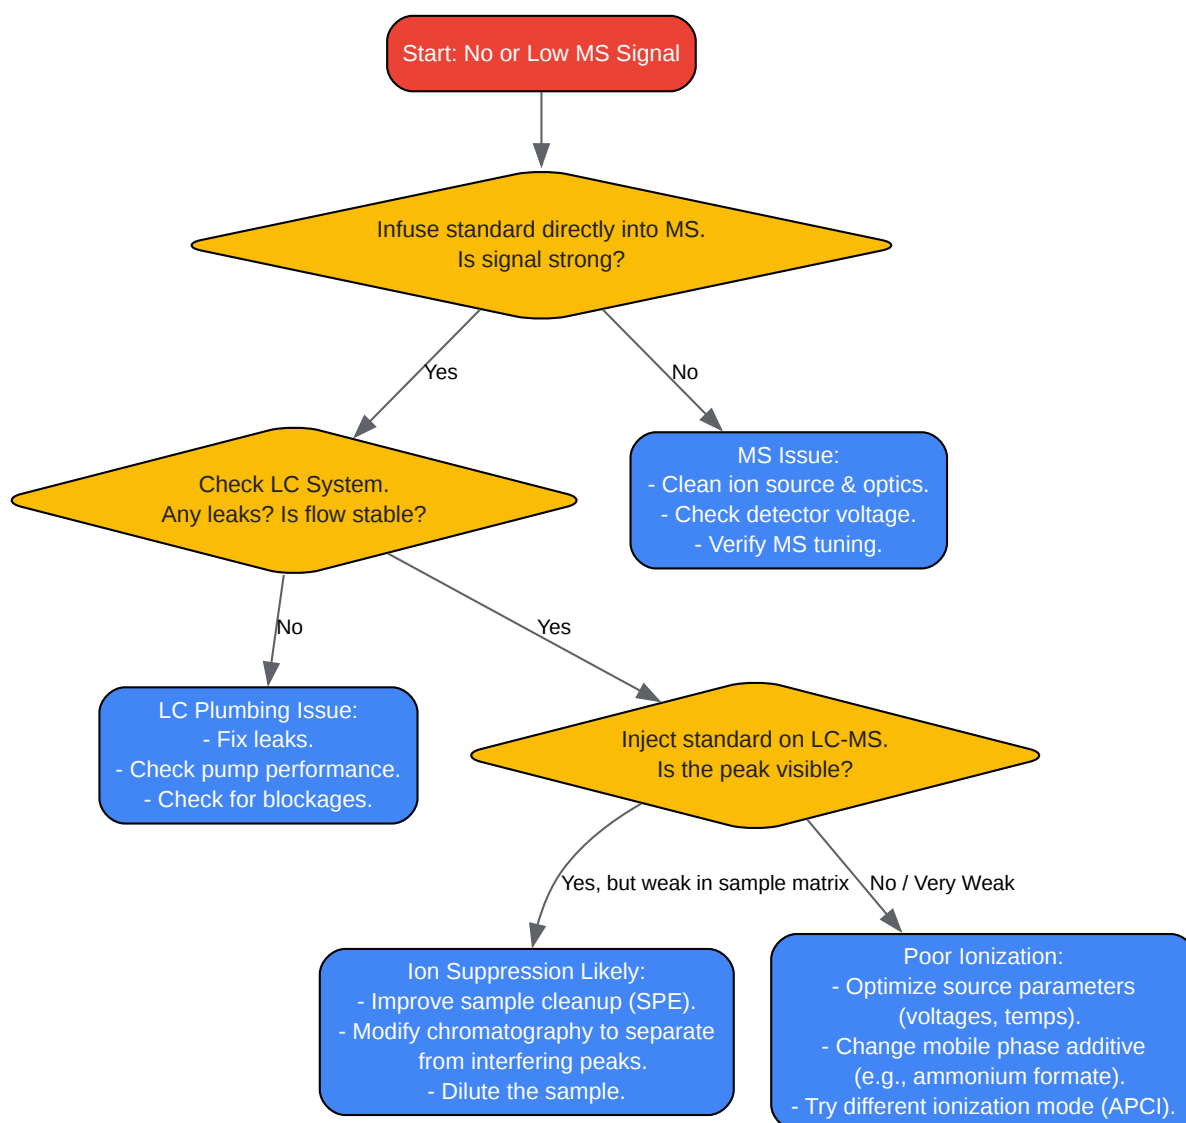 Start: No or Low MS Signal
Infuse standard directly into MS.
Is signal strong?
Yes
No
Check LC System.
Any leaks? Is flow stable?
MS Issue:
- Clean ion source & optics.
- Check detector voltage.
- Verify MS tuning.
No
Yes
LC Plumbing Issue:
- Fix leaks.
- Check pump performance.
- Check for blockages.
Inject standard on LC-MS.
Is the peak visible?
Yes, but weak in sample matrix
No / Very Weak
Ion Suppression Likely:
- Improve sample cleanup (SPE).
- Modify chromatography to separate
from interfering peaks.
- Dilute the sample.
Poor Ionization:
- Optimize source parameters
(voltages, temps).
- Change mobile phase additive
(e.g., ammonium formate).
- Try different ionization mode (APCI).